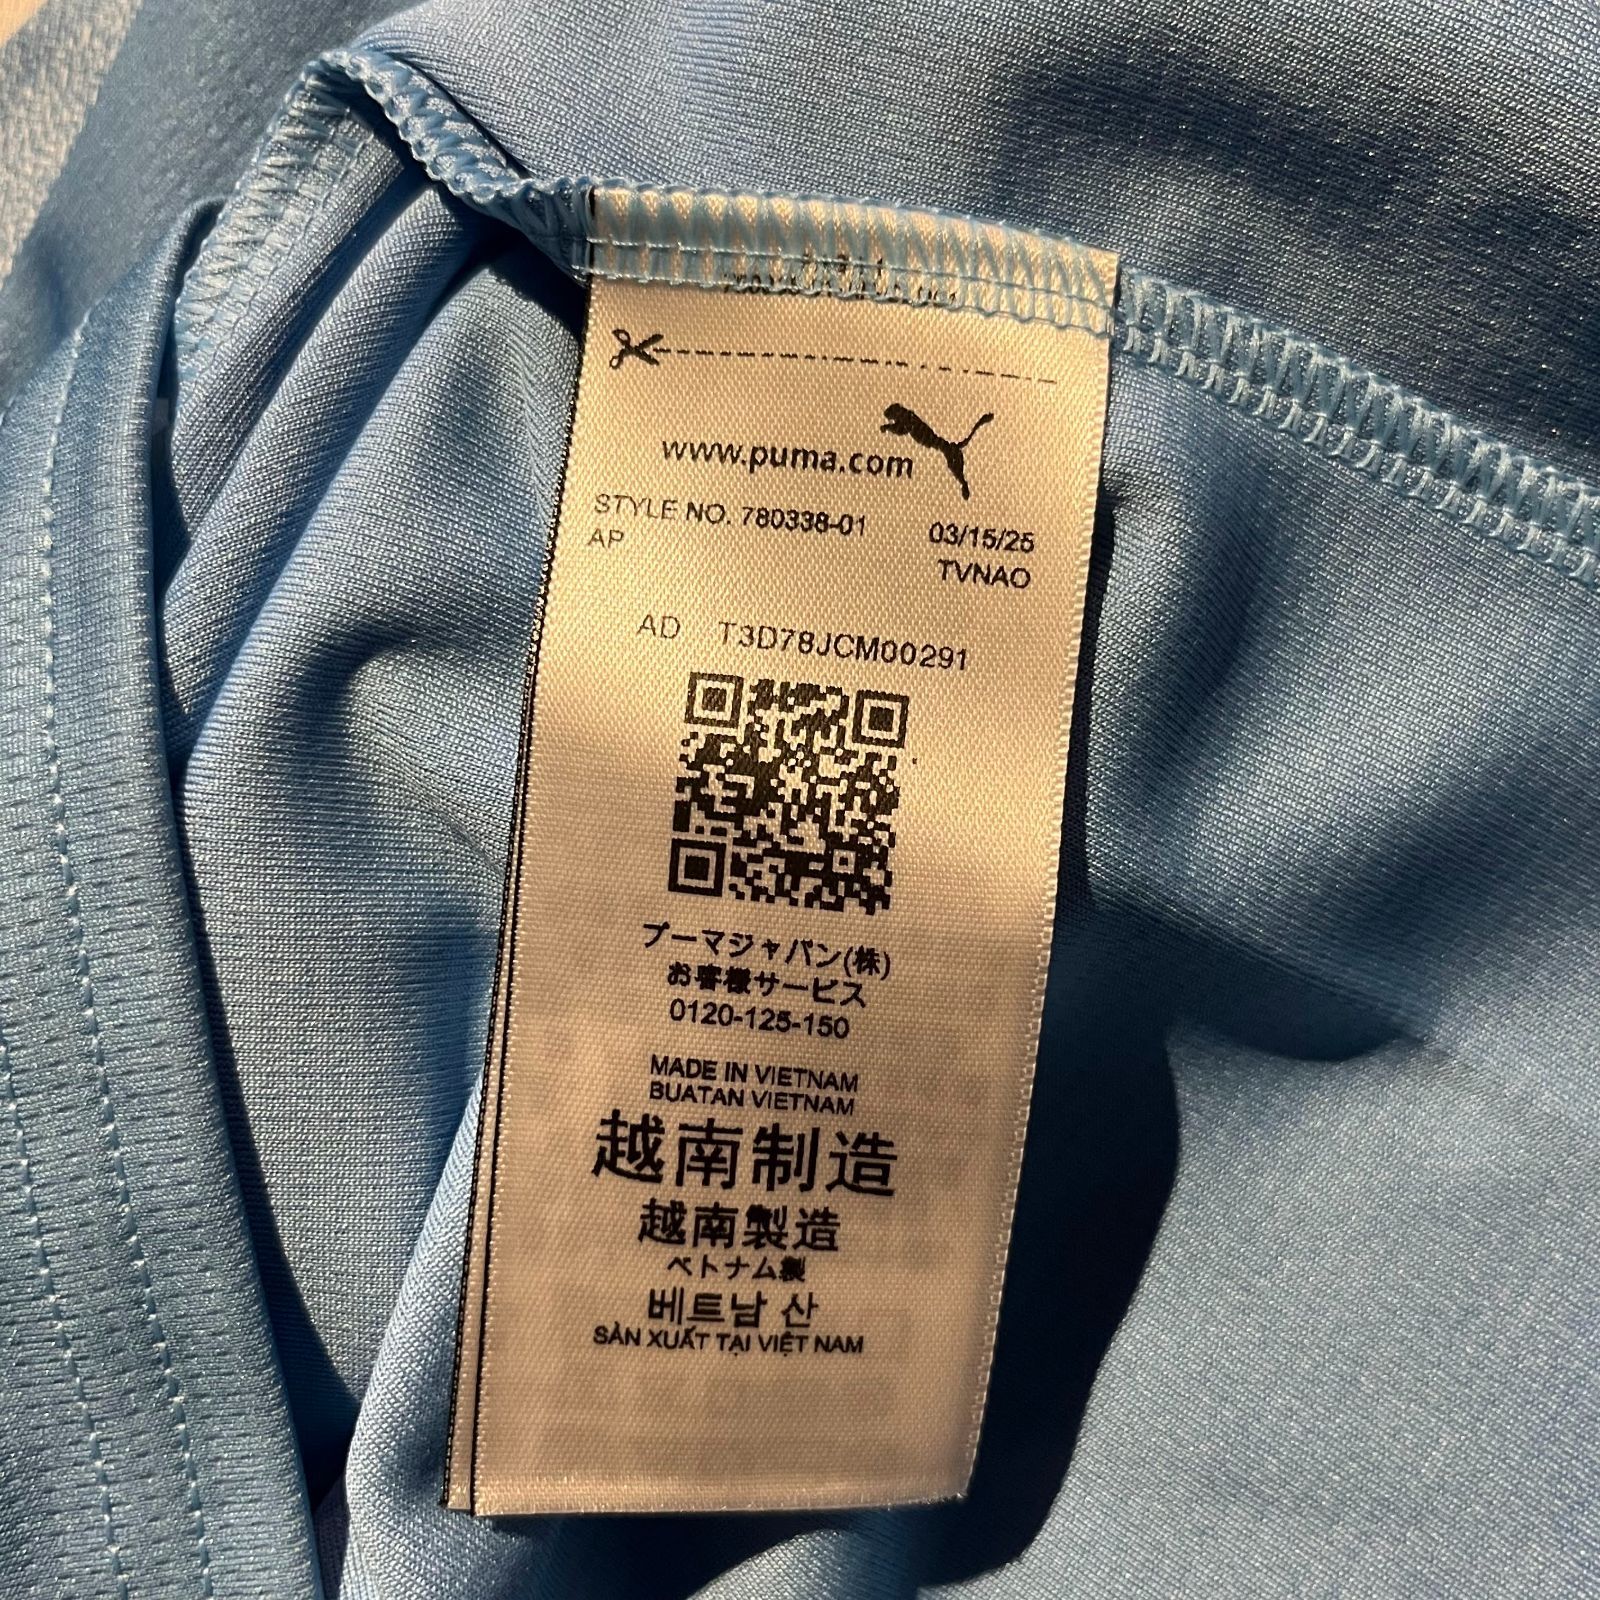 www.puma.com
STYLE NO. 780338-01 03/15/25
AP TVNAO
AD T3D78JCM00291
プーマジャパン(株)
お客様サービス
0120-125-150
MADE IN VIETNAM
BUATAN VIETNAM
越南制造
越南製造
ベトナム製
베트남 산
SẢN XUẤT TẠI VIỆT NAM